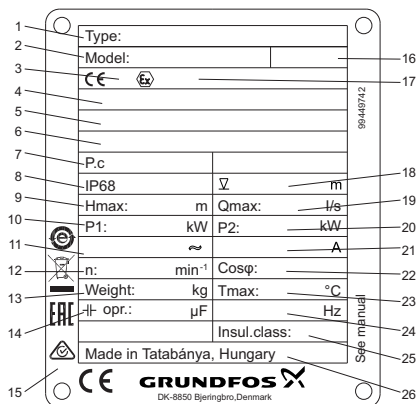 1 Type:
2 Model: 16
3 CE Ex 17
4
5
6
7 P.c
8 IP68 m 18
9 Hmax: m Qmax: l/s 19
10 P1: kW P2: kW 20
11 ~ A 21
12 n: min-1 Cosφ: 22
13 Weight: kg Tmax: °C 23
14 opr.: μF Hz 24
Insul.class: 25
Made in Tatabánya, Hungary 26
15 CE GRUNDFOS
DK-8850 Bjeringbro,Denmark
99449742
See manual
e
EAC